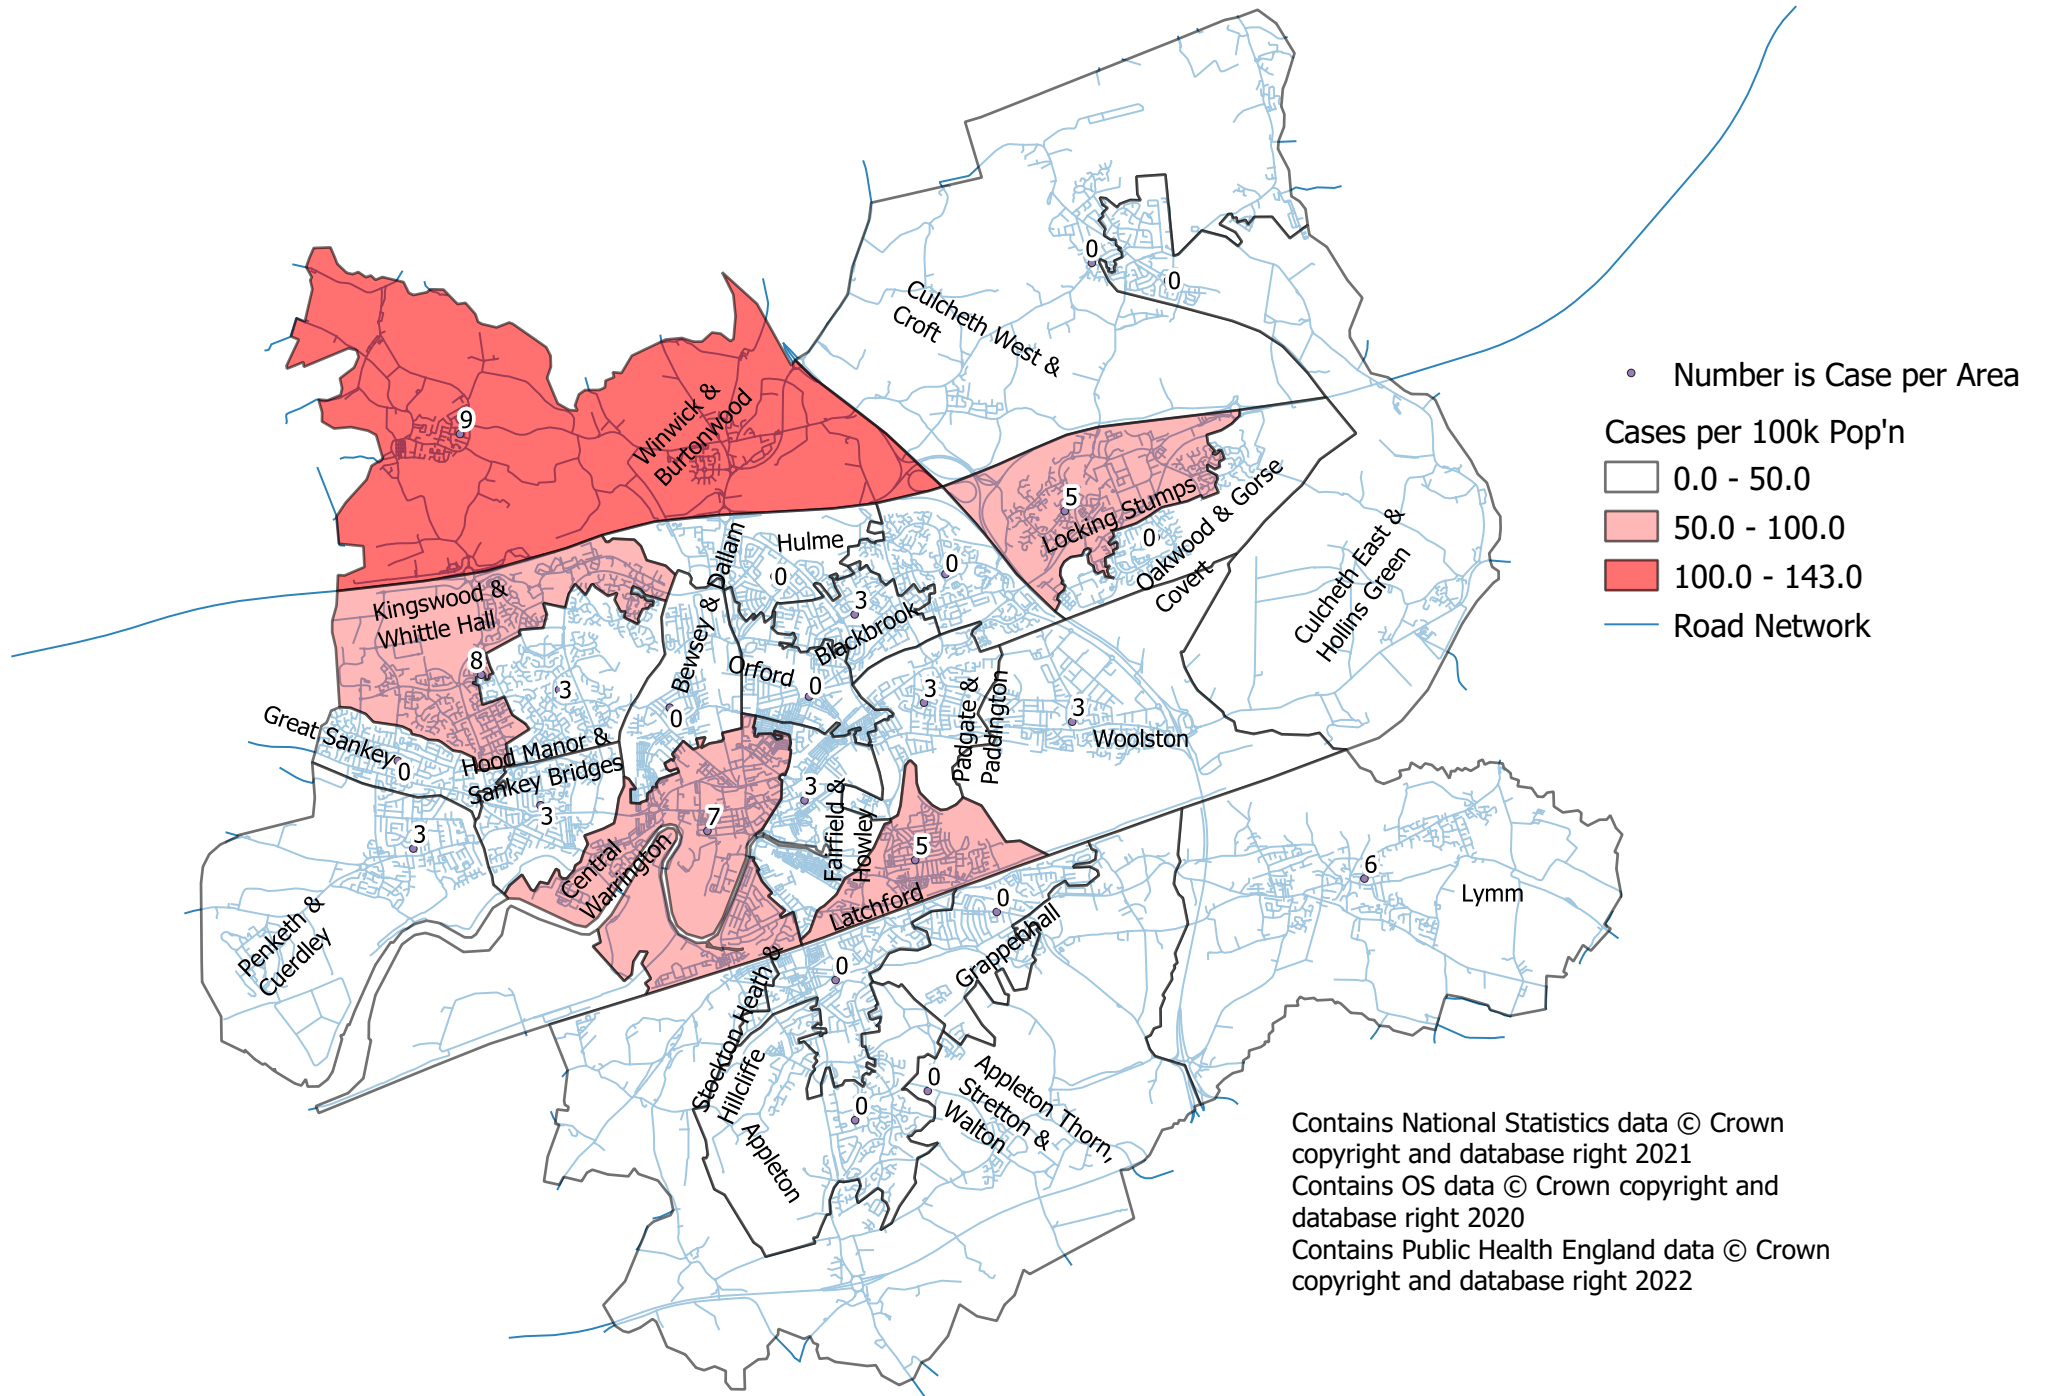 0
0
Culcheth West &
Croft
Number is Case per Area
Cases per 100k Pop'n
0.0 - 50.0
50.0 - 100.0
100.0 - 143.0
Road Network
9
Winwick &
Burtonwood
5
Locking Stumps
0
Oakwood & Gorse
Covert
Culcheth East &
Hollins Green
Hulme
0
0
3
Blackbrook
Bewsey & Dallam
0
Kingswood &
Whittle Hall
8
3
Orford
0
3
Padgate &
Paddington
3
Woolston
Great Sankey
0
Hood Manor &
Sankey Bridges
3
3
Penketh &
Cuerdley
7
Central
Warrington
3
Fairfield &
Howley
5
Latchford
6
Lymm
0
Grappenhall
0
Stockton Heath &
Hillcliffe
0
Appleton
0
Appleton Thorn,
Stretton &
Walton
Contains National Statistics data © Crown
copyright and database right 2021
Contains OS data © Crown copyright and
database right 2020
Contains Public Health England data © Crown
copyright and database right 2022